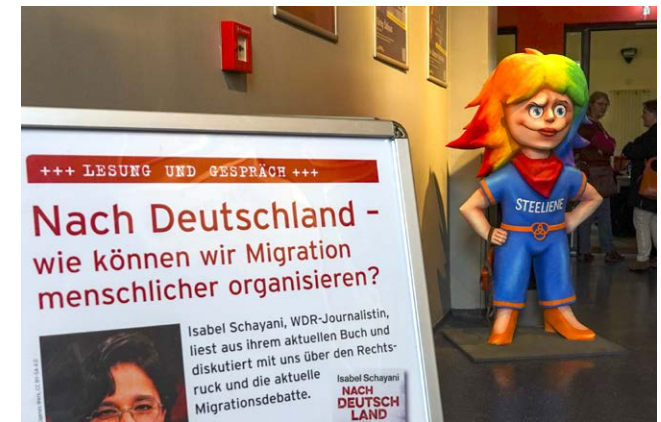 +++ LESUNG UND GESPRÄCH +++
Nach Deutschland –
wie können wir Migration
menschlicher organisieren?
Isabel Schayani, WDR-Journalistin,
liest aus ihrem aktuellen Buch und
diskutiert mit uns über den Rechts-
ruck und die aktuelle
Migrationsdebatte.
Isabel Schayani
NACH
DEUTSCH
LAND
STEELIENE